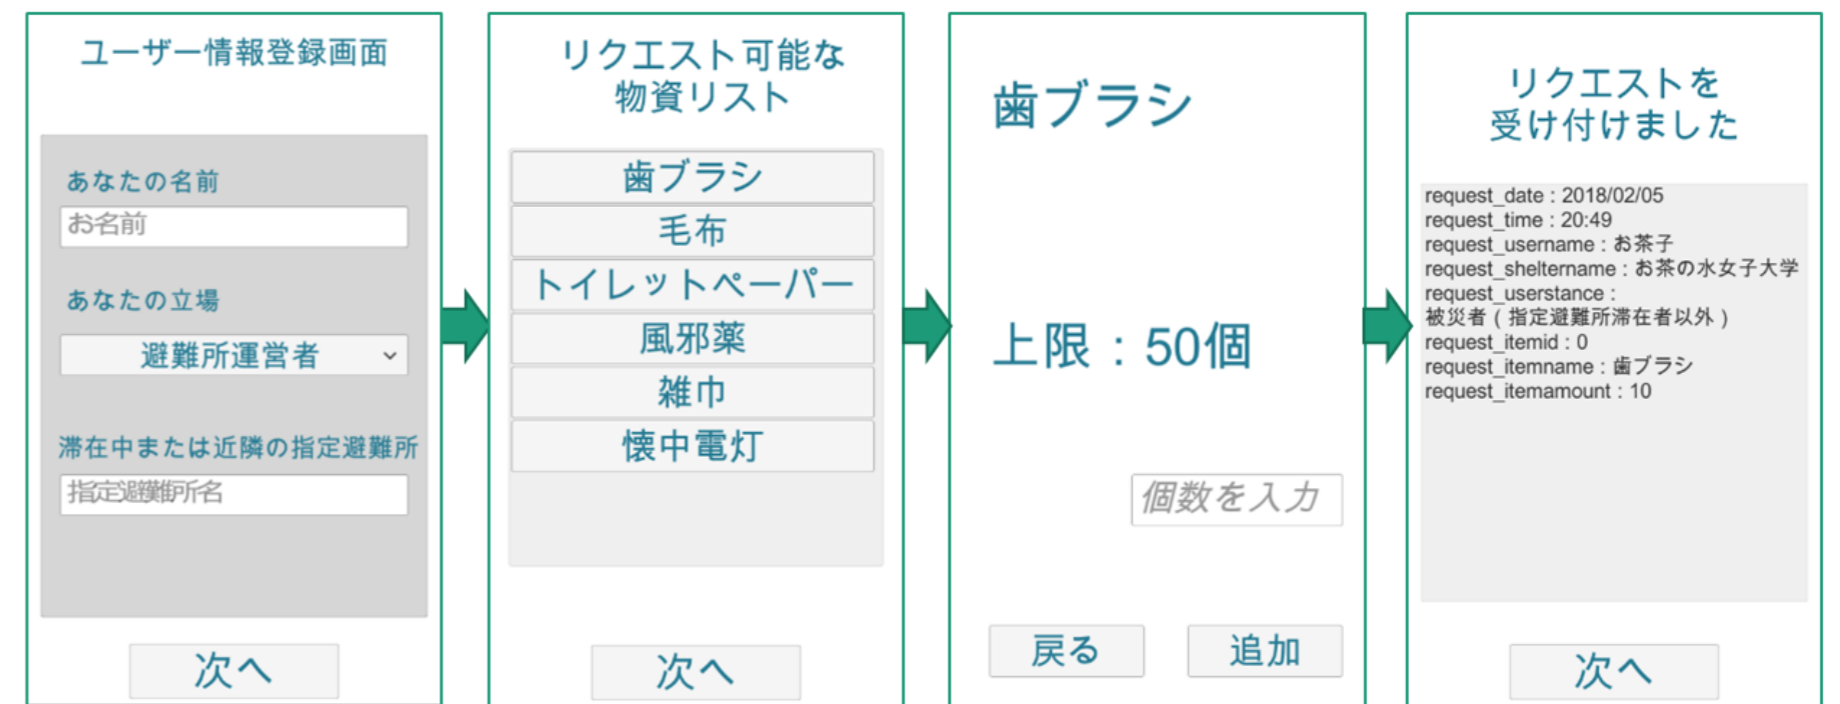 ユーザー情報登録画面
あなたの名前
お名前
あなたの立場
避難所運営者
滞在中または近隣の指定避難所
指定避難所名
次へ
リクエスト可能な
物資リスト
歯ブラシ
毛布
トイレットペーパー
風邪薬
雑巾
懐中電灯
次へ
歯ブラシ
上限：50個
個数を入力
戻る
追加
リクエストを
受け付けました
request_date : 2018/02/05
request_time : 20:49
request_username : お茶子
request_sheltername : お茶の水女子大学
request_userstance :
被災者 ( 指定避難所滞在者以外 )
request_itemid : 0
request_itemname : 歯ブラシ
request_itemamount : 10
次へ